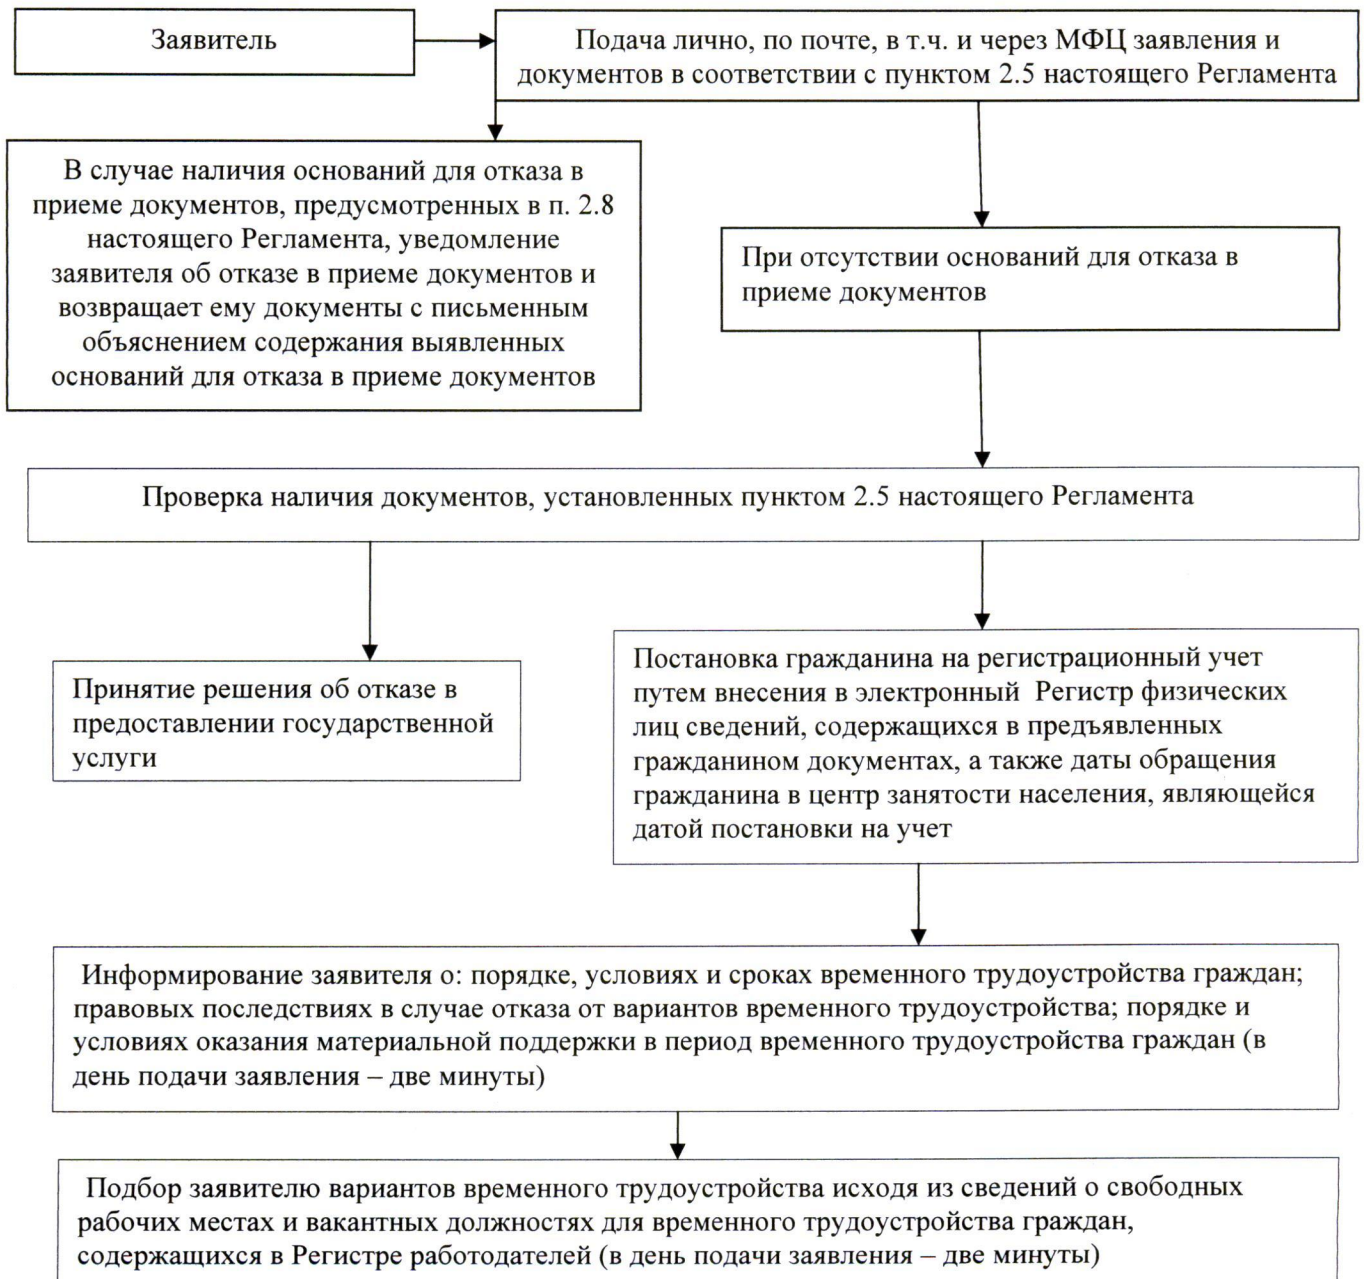 Заявитель
Подача лично, по почте, в т.ч. и через МФЦ заявления и
документов в соответствии с пунктом 2.5 настоящего Регламента
В случае наличия оснований для отказа в
приеме документов, предусмотренных в п. 2.8
настоящего Регламента, уведомление
заявителя об отказе в приеме документов и
возвращает ему документы с письменным
объяснением содержания выявленных
оснований для отказа в приеме документов
При отсутствии оснований для отказа в
приеме документов
Проверка наличия документов, установленных пунктом 2.5 настоящего Регламента
Принятие решения об отказе в
предоставлении государственной
услуги
Постановка гражданина на регистрационный учет
путем внесения в электронный Регистр физических
лиц сведений, содержащихся в предъявленных
гражданином документах, а также даты обращения
гражданина в центр занятости населения, являющейся
датой постановки на учет
Информирование заявителя о: порядке, условиях и сроках временного трудоустройства граждан;
правовых последствиях в случае отказа от вариантов временного трудоустройства; порядке и
условиях оказания материальной поддержки в период временного трудоустройства граждан (в
день подачи заявления – две минуты)
Подбор заявителю вариантов временного трудоустройства исходя из сведений о свободных
рабочих местах и вакантных должностях для временного трудоустройства граждан,
содержащихся в Регистре работодателей (в день подачи заявления – две минуты)